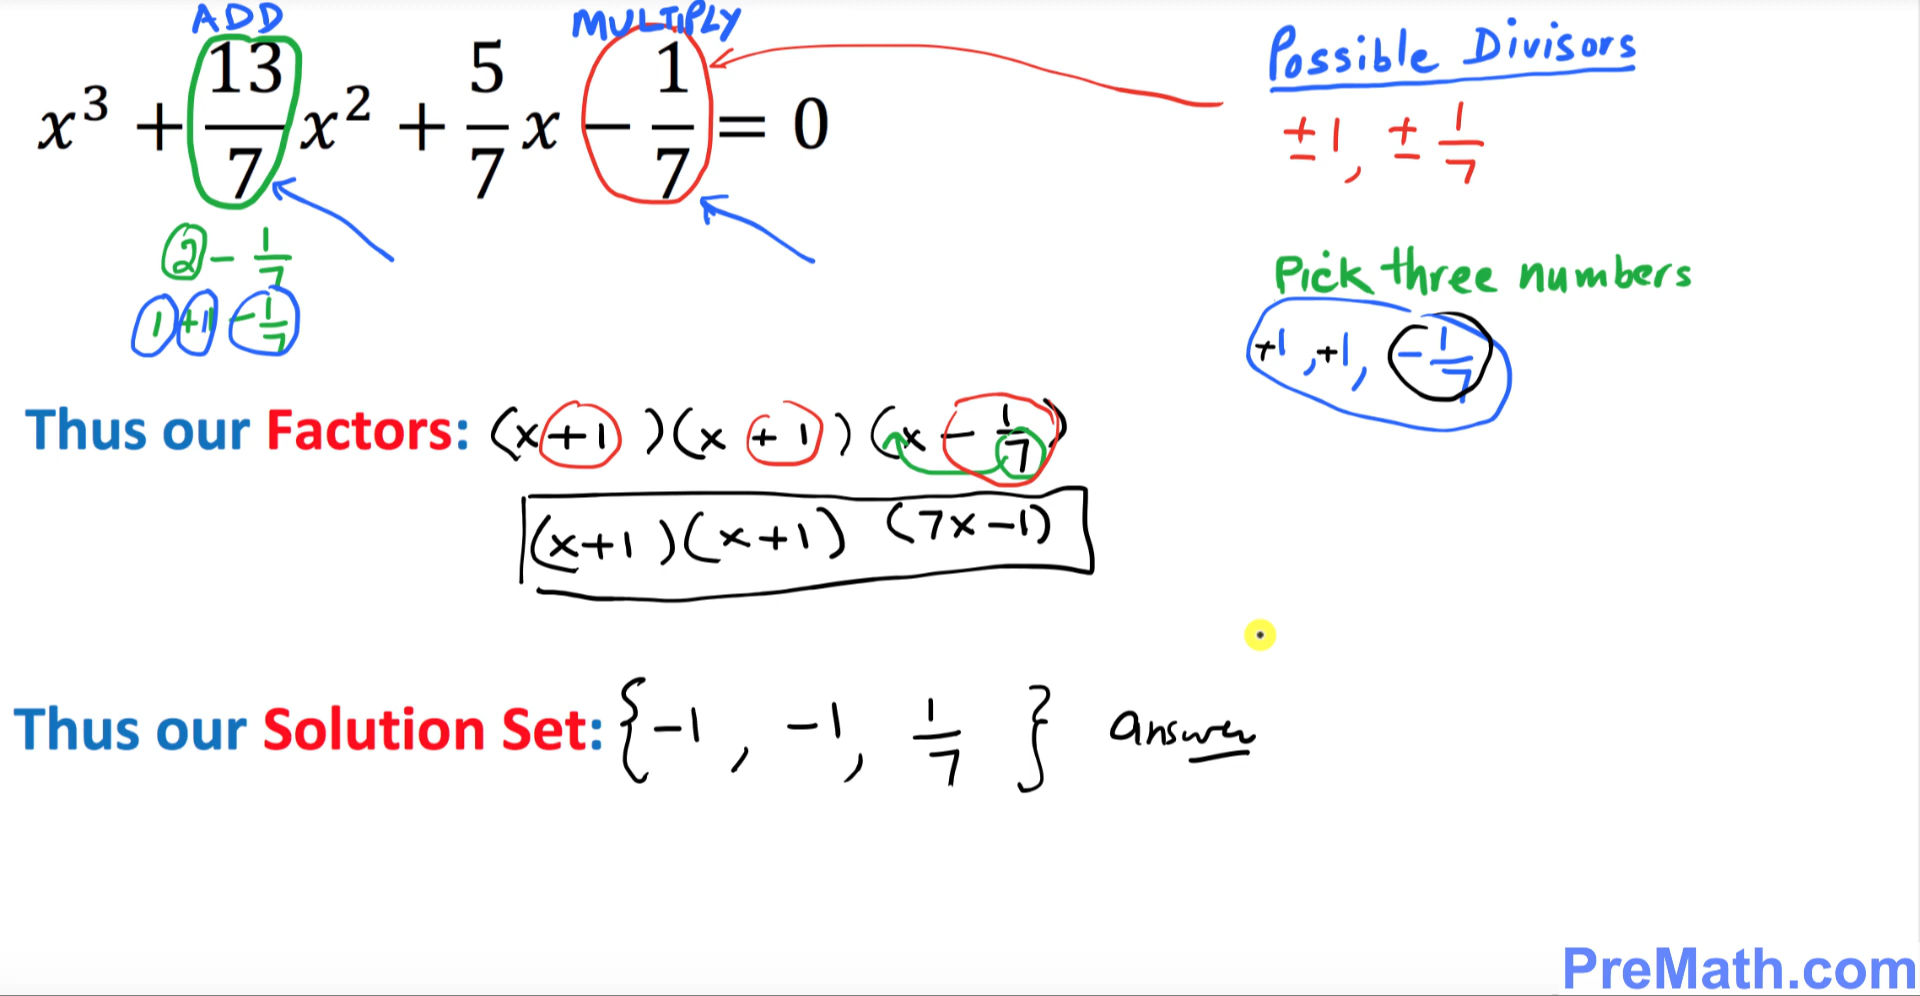 ADD MULTIPLY
x³ + 13/7 x² + 5/7 x − 1/7 = 0
2 − 1/7
1 +1 − 1/7
Possible Divisors
±1, ± 1/7
Pick three numbers
+1, +1, − 1/7
Thus our Factors: (x+1)(x+1)(x − 1/7)
(x+1)(x+1)(7x−1)
Thus our Solution Set: {−1, −1, 1/7} Answer
PreMath.com